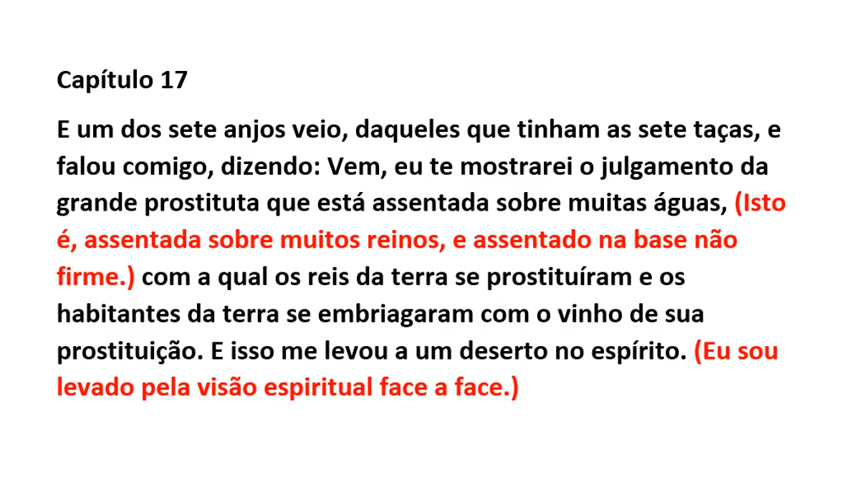 Capítulo 17
E um dos sete anjos veio, daqueles que tinham as sete taças, e
falou comigo, dizendo: Vem, eu te mostrarei o julgamento da
grande prostituta que está assentada sobre muitas águas, (Isto
é, assentada sobre muitos reinos, e assentado na base não
firme.) com a qual os reis da terra se prostituíram e os
habitantes da terra se embriagaram com o vinho de sua
prostituição. E isso me levou a um deserto no espírito. (Eu sou
levado pela visão espiritual face a face.)